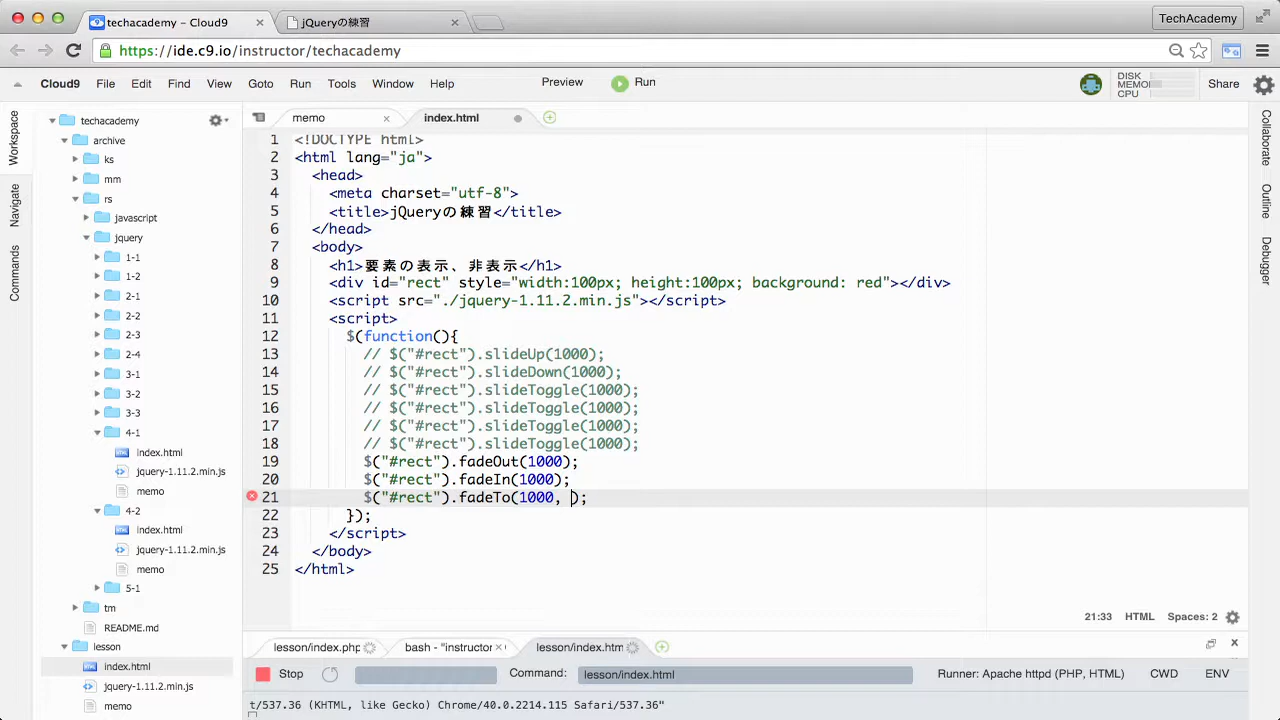 techacademy - Cloud9
jQueryの練習
TechAcademy
https://ide.c9.io/instructor/techacademy
Cloud9 File Edit Find View Goto Run Tools Window Help Preview Run
DISK
MEMO
CPU
Share
Workspace
Navigate
Commands
techacademy
archive
ks
mm
rs
javascript
jquery
1-1
1-2
2-1
2-2
2-3
2-4
3-1
3-2
3-3
4-1
index.html
jquery-1.11.2.min.js
memo
4-2
index.html
jquery-1.11.2.min.js
memo
5-1
tm
README.md
lesson
index.html
jquery-1.11.2.min.js
memo
memo
index.html
1 <!DOCTYPE html>
2 <html lang="ja">
3 <head>
4 <meta charset="utf-8">
5 <title>jQueryの練習</title>
6 </head>
7 <body>
8 <h1>要素の表示、非表示</h1>
9 <div id="rect" style="width:100px; height:100px; background: red"></div>
10 <script src="./jquery-1.11.2.min.js"></script>
11 <script>
12 $(function(){
13 // $("#rect").slideUp(1000);
14 // $("#rect").slideDown(1000);
15 // $("#rect").slideToggle(1000);
16 // $("#rect").slideToggle(1000);
17 // $("#rect").slideToggle(1000);
18 // $("#rect").slideToggle(1000);
19 $("#rect").fadeOut(1000);
20 $("#rect").fadeIn(1000);
21 $("#rect").fadeTo(1000, );
22 });
23 </script>
24 </body>
25 </html>
21:33 HTML Spaces: 2
Collaborate
Outline
Debugger
lesson/index.php
bash - "instructor
lesson/index.htm
Stop
Command: lesson/index.html
Runner: Apache httpd (PHP, HTML) CWD ENV
t/537.36 (KHTML, like Gecko) Chrome/40.0.2214.115 Safari/537.36"